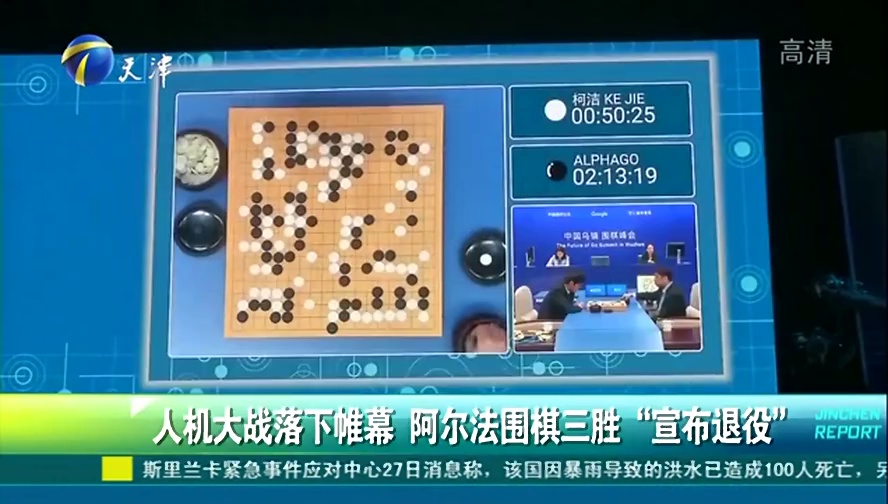 天津
高清
柯洁 KE JIE
00:50:25
ALPHAGO
02:13:19
Google
中国乌镇 围棋峰会
The Future of Go Summit in Wuzhen
人机大战落下帷幕 阿尔法围棋三胜“宣布退役”
JINCHEN
REPORT
斯里兰卡紧急事件应对中心27日消息称，该国因暴雨导致的洪水已造成100人死亡，另